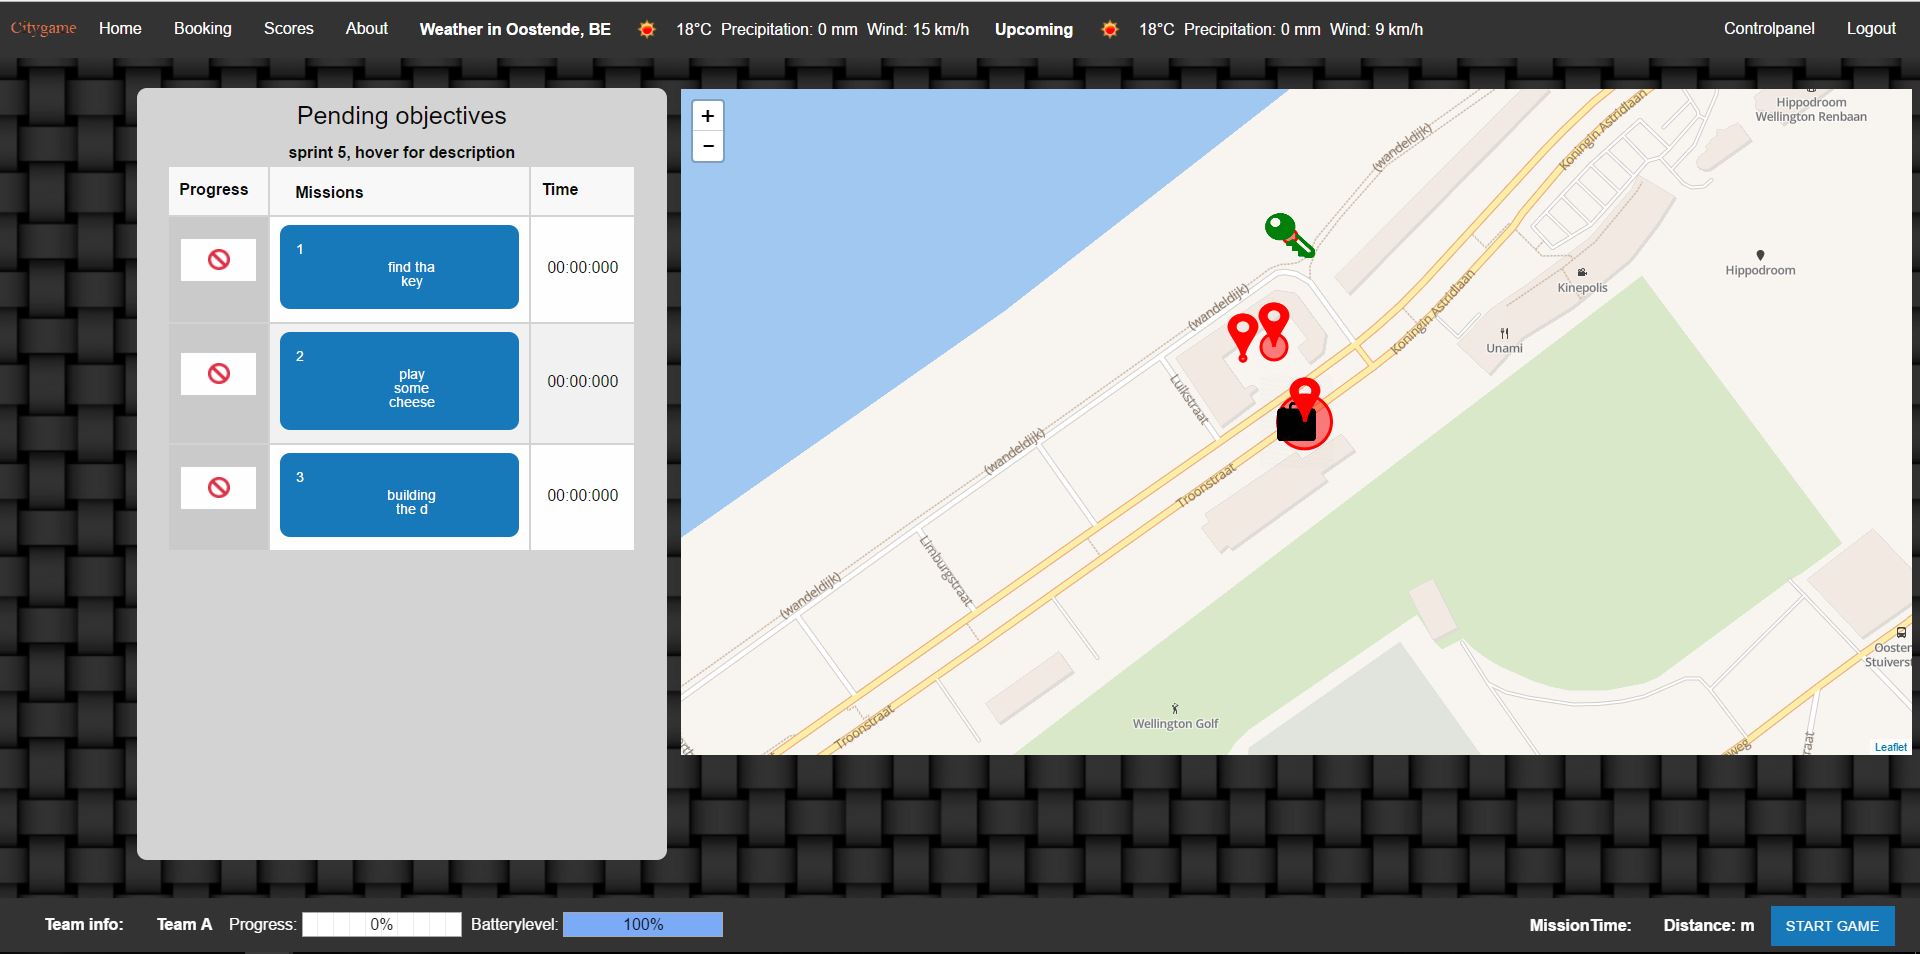 Citygame Home Booking Scores About Weather in Oostende, BE 18°C Precipitation: 0 mm Wind: 15 km/h Upcoming 18°C Precipitation: 0 mm Wind: 9 km/h Controlpanel Logout
Pending objectives
sprint 5, hover for description
Progress Missions Time
1
find tha
key
00:00:000
2
play
some
cheese
00:00:000
3
building
the d
00:00:000
+
−
(wandeldijk)
Koningin Astridlaan
Hippodroom
Wellington Renbaan
Hippodroom
Kinepolis
(wandeldijk)
Koningin Astridlaan
Unami
Luikstraat
(wandeldijk)
Troonstraat
Limburgstraat
(wandeldijk)
Ooster
Stuiverst
Wellington Golf
Troonstraat
weg
raat
Leaflet
Team info: Team A Progress: 0% Batterylevel: 100% MissionTime: Distance: m START GAME